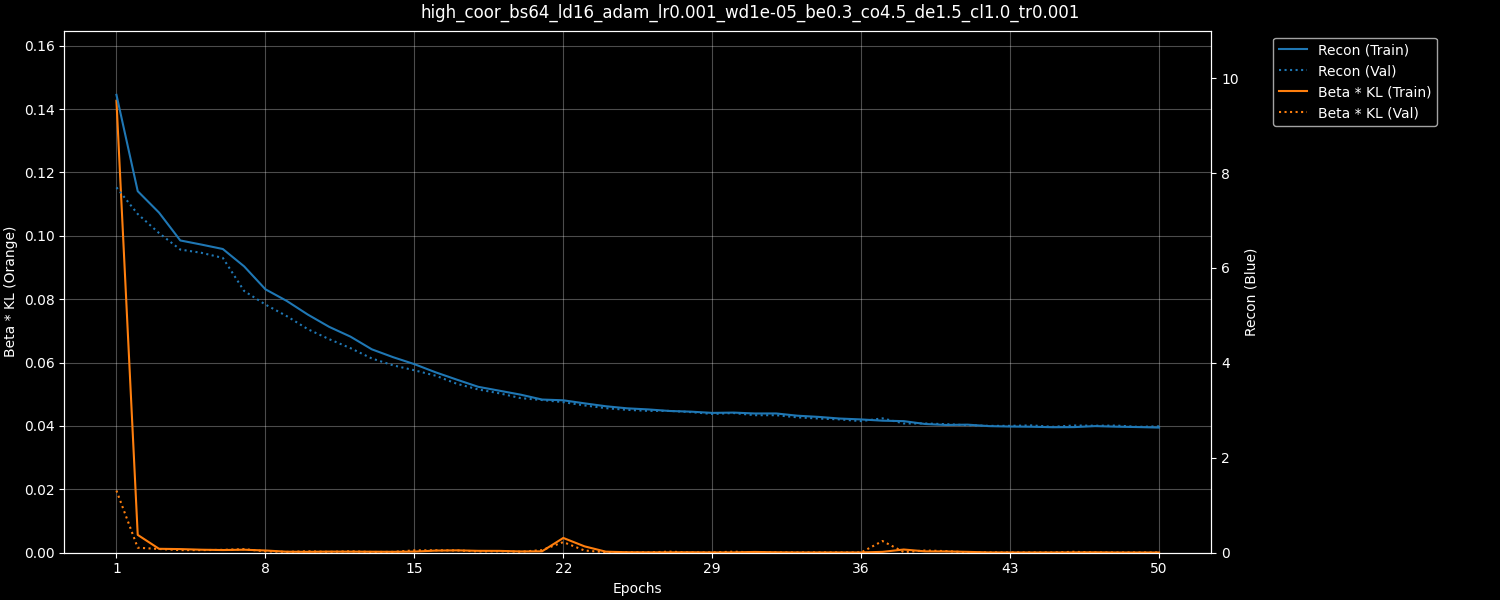 high_coor_bs64_ld16_adam_lr0.001_wd1e-05_be0.3_co4.5_de1.5_cl1.0_tr0.001
Recon (Train)
Recon (Val)
Beta * KL (Train)
Beta * KL (Val)
Beta * KL (Orange)
0.16
0.14
0.12
0.10
0.08
0.06
0.04
0.02
0.00
10
8
6
4
2
0
Recon (Blue)
1 8 15 22 29 36 43 50
Epochs